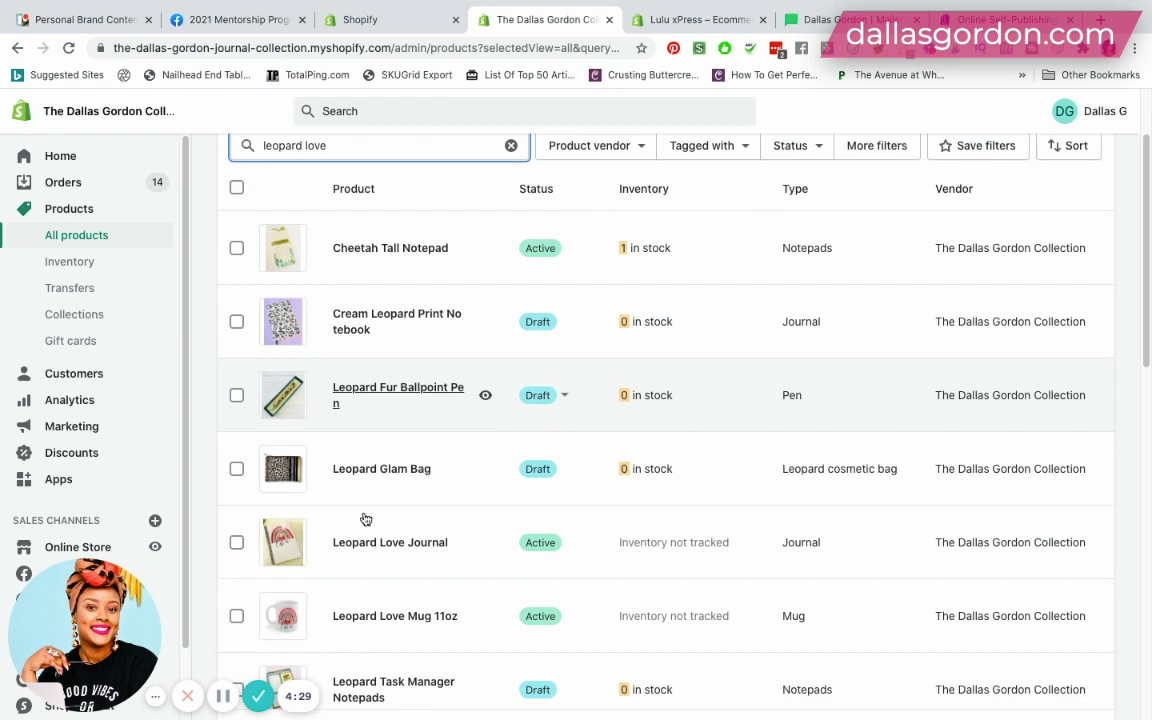 Personal Brand Conte
2021 Mentorship Prog
Shopify
The Dallas Gordon Co
Lulu xPress – Ecomme
Dallas Gordon | Maile
Online Self-Publishing
dallasgordon.com
the-dallas-gordon-journal-collection.myshopify.com/admin/products?selectedView=all&query...
Suggested Sites
Nailhead End Tabl...
TP TotalPing.com
SKUGrid Export
List Of Top 50 Arti...
Crusting Buttercre...
How To Get Perfe...
P The Avenue at Wh...
»
Other Bookmarks
The Dallas Gordon Coll...
Search
DG
Dallas G
Home
Orders
14
Products
All products
Inventory
Transfers
Collections
Gift cards
Customers
Analytics
Marketing
Discounts
Apps
SALES CHANNELS
Online Store
leopard love
Product vendor
Tagged with
Status
More filters
Save filters
Sort
Product
Status
Inventory
Type
Vendor
Cheetah Tall Notepad
Active
1 in stock
Notepads
The Dallas Gordon Collection
Cream Leopard Print No
tebook
Draft
0 in stock
Journal
The Dallas Gordon Collection
Leopard Fur Ballpoint Pe
n
Draft
0 in stock
Pen
The Dallas Gordon Collection
Leopard Glam Bag
Draft
0 in stock
Leopard cosmetic bag
The Dallas Gordon Collection
Leopard Love Journal
Active
Inventory not tracked
Journal
The Dallas Gordon Collection
Leopard Love Mug 11oz
Active
Inventory not tracked
Mug
The Dallas Gordon Collection
Leopard Task Manager
Notepads
Draft
0 in stock
Notepads
The Dallas Gordon Collection
GOOD VIBES
OR
4:29